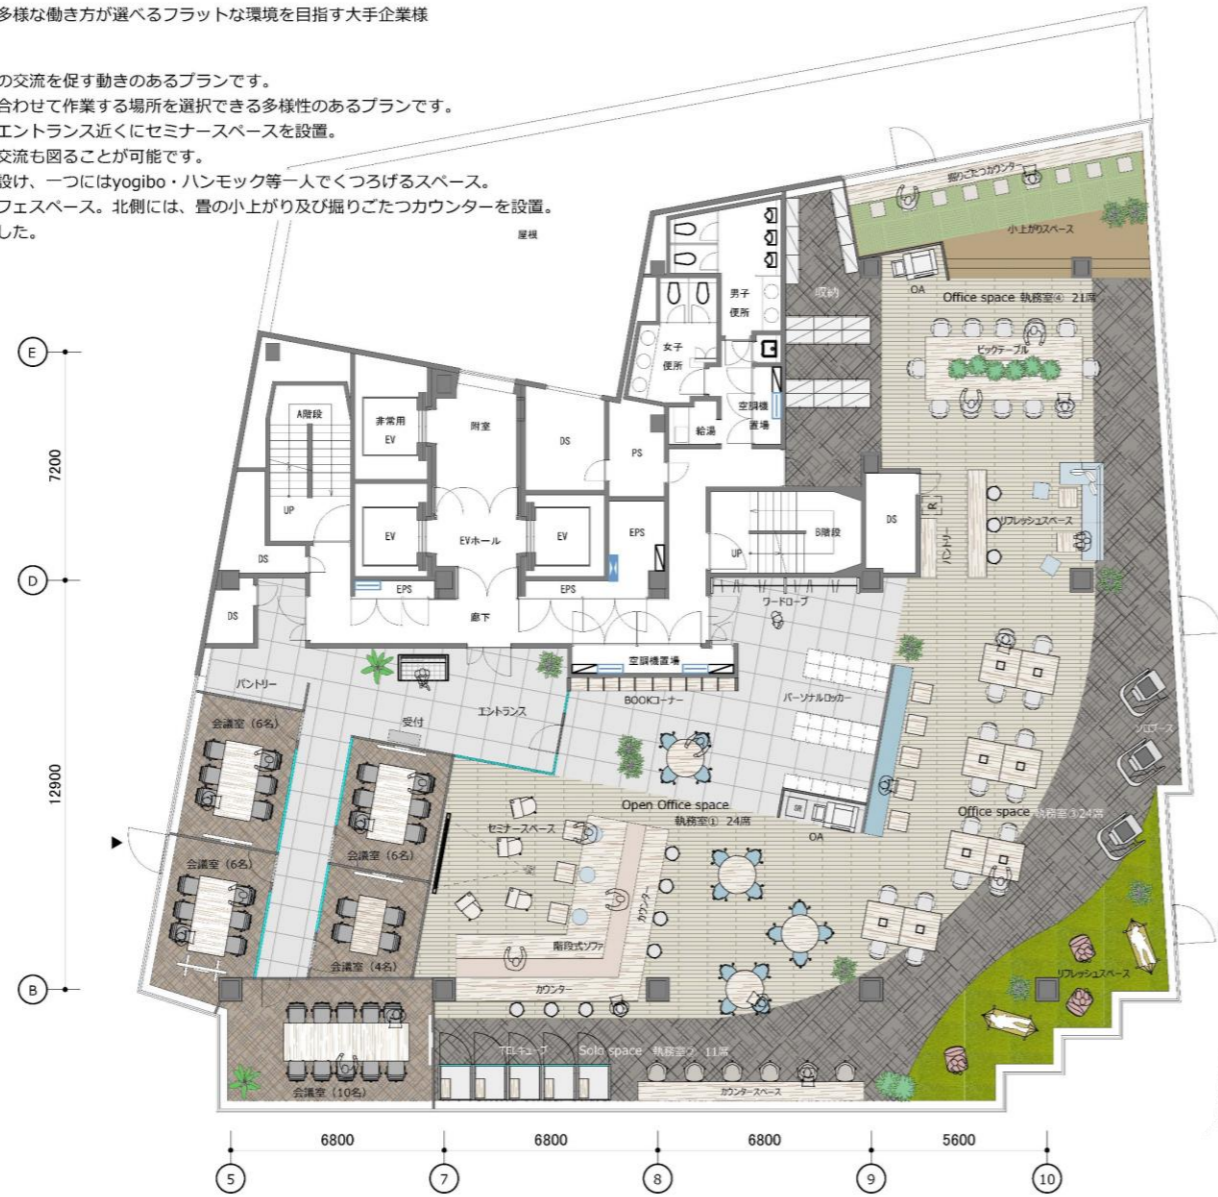 多様な働き方が選べるフラットな環境を目指す大手企業様
の交流を促す動きのあるプランです。
合わせて作業する場所を選択できる多様性のあるプランです。
エントランス近くにセミナースペースを設置。
交流も図ることが可能です。
設け、一つにはyogibo・ハンモック等一人でくつろげるスペース。
フェスペース。北側には、畳の小上がり及び掘りごたつカウンターを設置。
した。
屋根
掘りごたつカウンター
小上がりスペース
収納
OA
Office space 執務室④ 21席
ビックテーブル
男子
便所
女子
便所
空調機
置場
給湯
E
A階段
非常用
EV
附室
DS
PS
7200
UP
EV
EVホール
EV
EPS
UP
B階段
DS
R
パントリー
リフレッシュスペース
DS
D
EPS
EPS
DS
廊下
ワードローブ
空調機置場
パントリー
受付
エントランス
BOOKコーナー
パーソナルロッカー
会議室（6名）
ソロブース
12900
Open Office space
執務室① 24席
OA
Office space 執務室③24席
セミナースペース
会議室（6名）
会議室（6名）
カウンター
階段式ソファ
会議室（4名）
リフレッシュスペース
B
カウンター
TELキューブ
Solo space 執務室② 11席
会議室（10名）
カウンタースペース
6800
6800
6800
5600
5
7
8
9
10